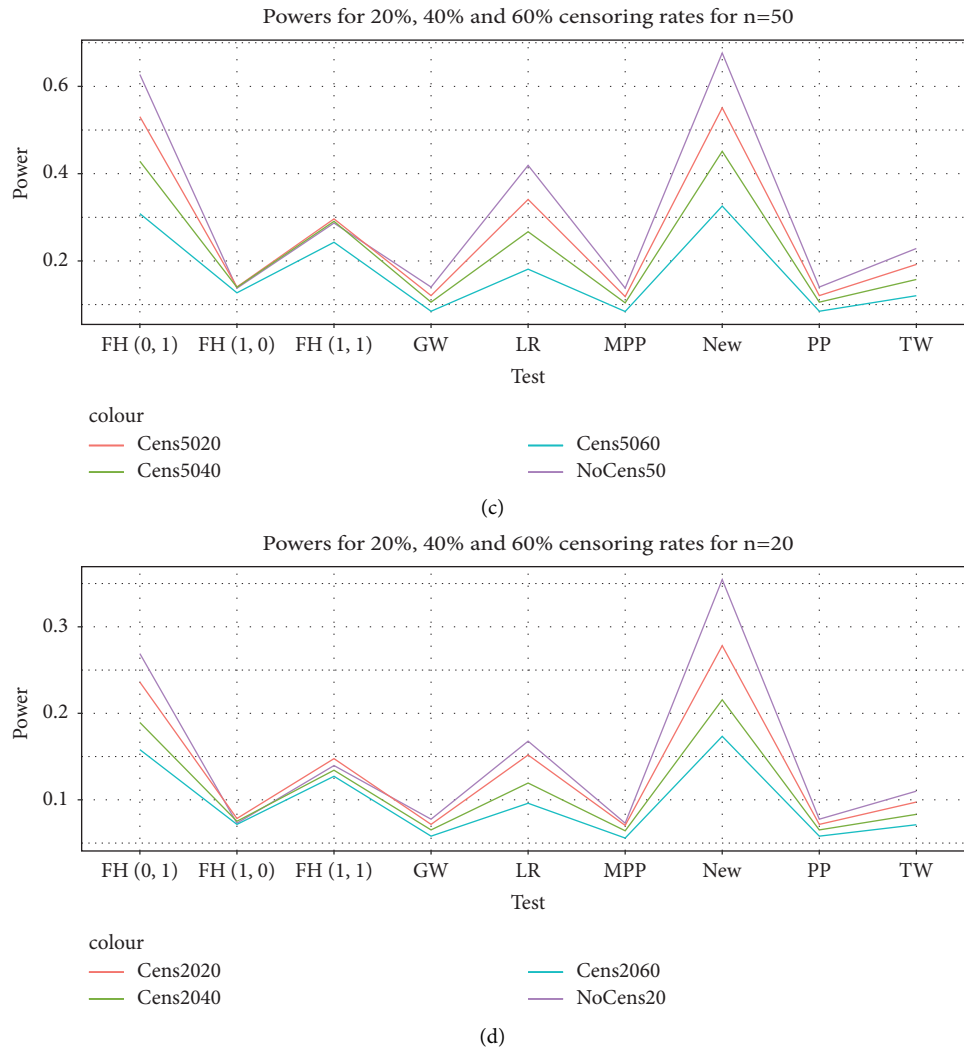 Powers for 20%, 40% and 60% censoring rates for n=50
0.6
0.4
0.2
Power
FH (0, 1) FH (1, 0) FH (1, 1) GW LR MPP New PP TW
Test
colour
Cens5020 Cens5060
Cens5040 NoCens50
(c)
Powers for 20%, 40% and 60% censoring rates for n=20
0.3
0.2
0.1
Power
FH (0, 1) FH (1, 0) FH (1, 1) GW LR MPP New PP TW
Test
colour
Cens2020 Cens2060
Cens2040 NoCens20
(d)